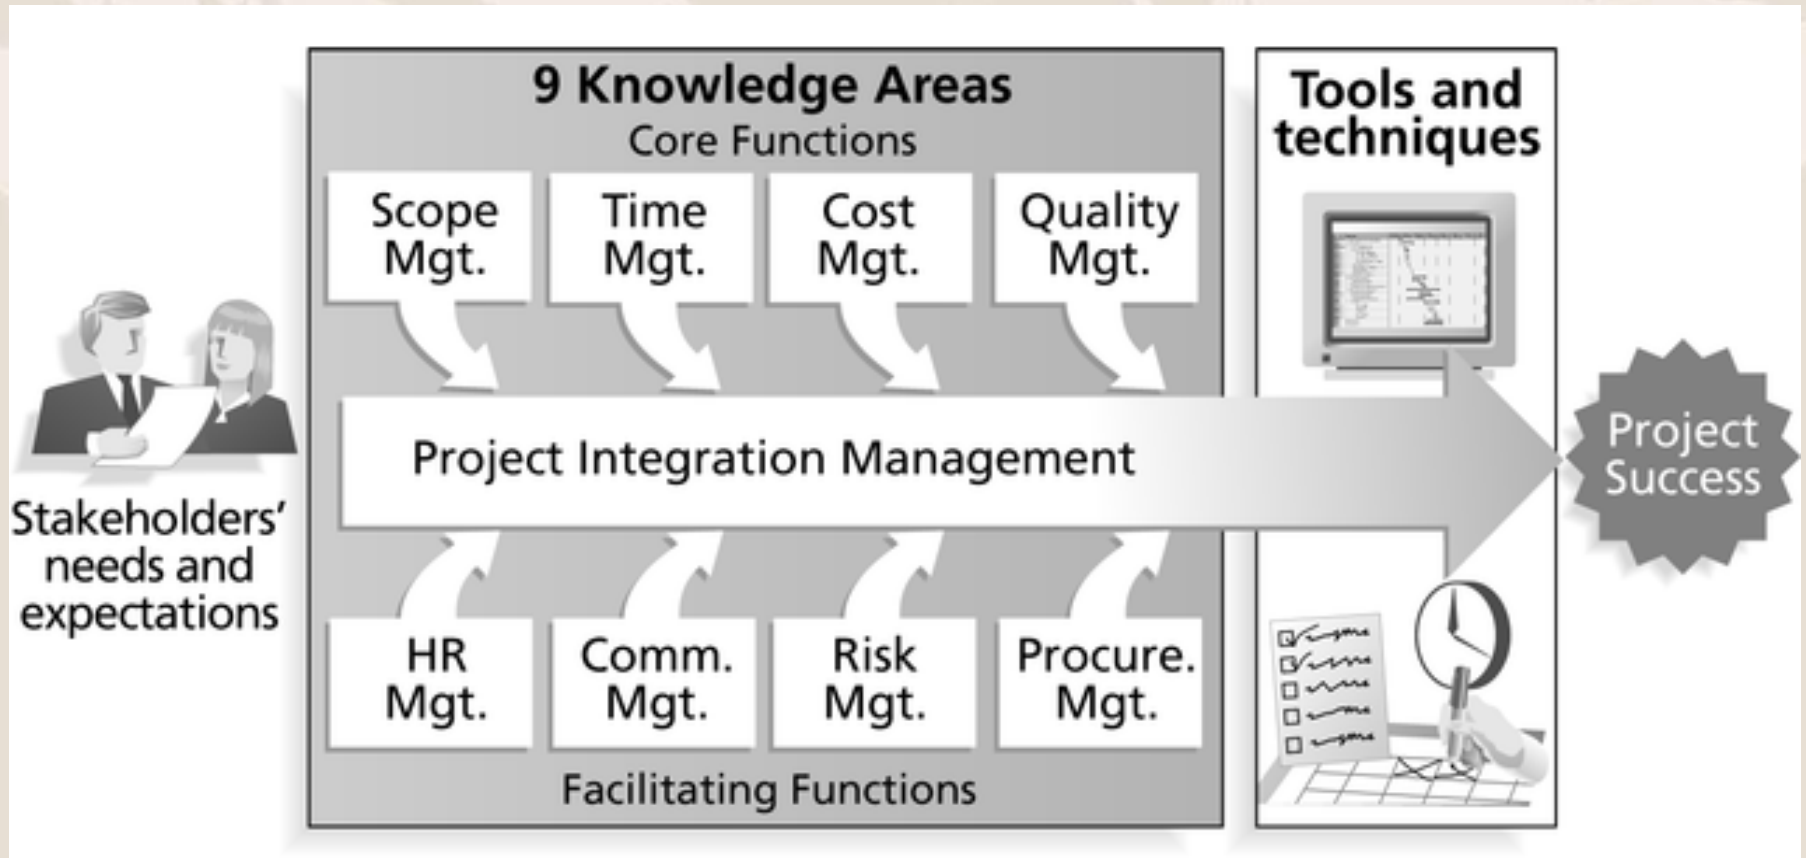 9 Knowledge Areas
Core Functions
Scope
Mgt.
Time
Mgt.
Cost
Mgt.
Quality
Mgt.
Project Integration Management
HR
Mgt.
Comm.
Mgt.
Risk
Mgt.
Procure.
Mgt.
Facilitating Functions
Stakeholders’
needs and
expectations
Tools and
techniques
Project
Success